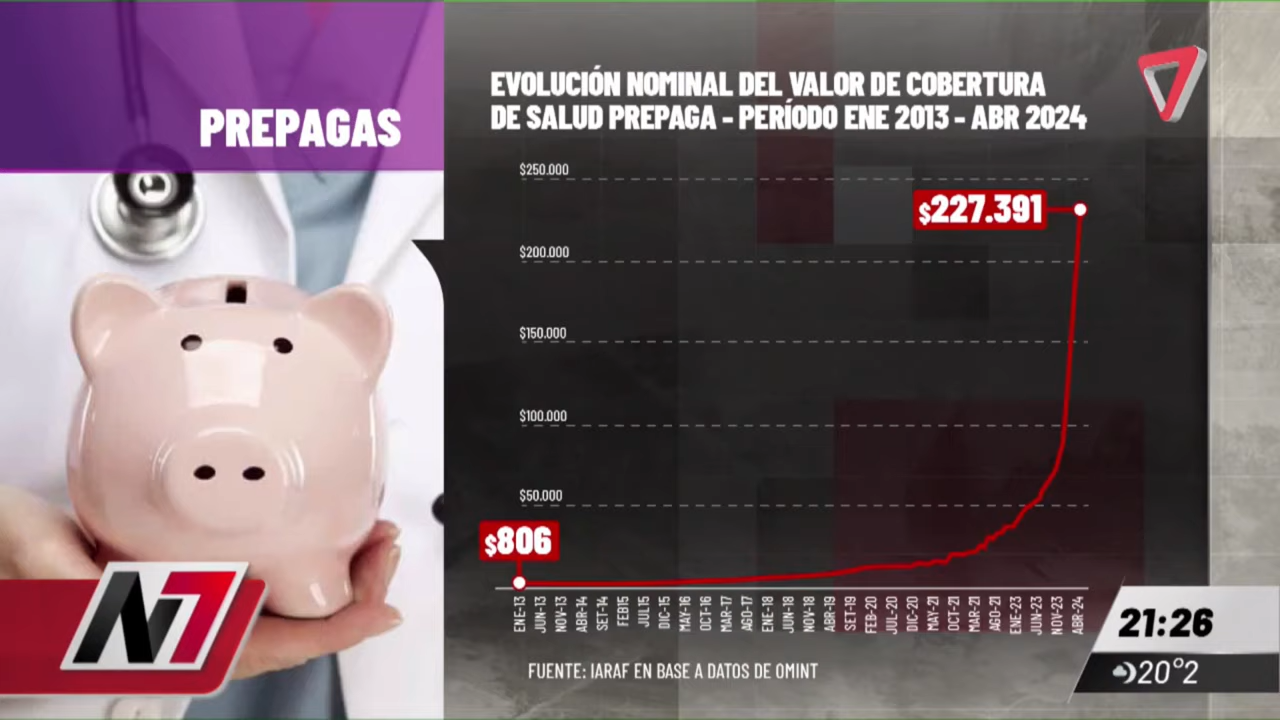 PREPAGAS
EVOLUCIÓN NOMINAL DEL VALOR DE COBERTURA
DE SALUD PREPAGA - PERÍODO ENE 2013 - ABR 2024
$250.000
$227.391
$200.000
$150.000
$100.000
$50.000
$806
ENE-13
JUN-13
NOV-13
ABR-14
SET-14
FEB15
JUL15
DIC-15
MAY-16
OCT-16
MAR-17
AGO-17
ENE-18
JUN-18
NOV-18
ABR-19
SET-19
FEB-20
JUL-20
DIC-20
MAY-21
OCT-21
MAR-21
AGO-21
ENE-23
JUN-23
NOV-23
ABR-24
FUENTE: IARAF EN BASE A DATOS DE OMINT
N7
21:26
20°2